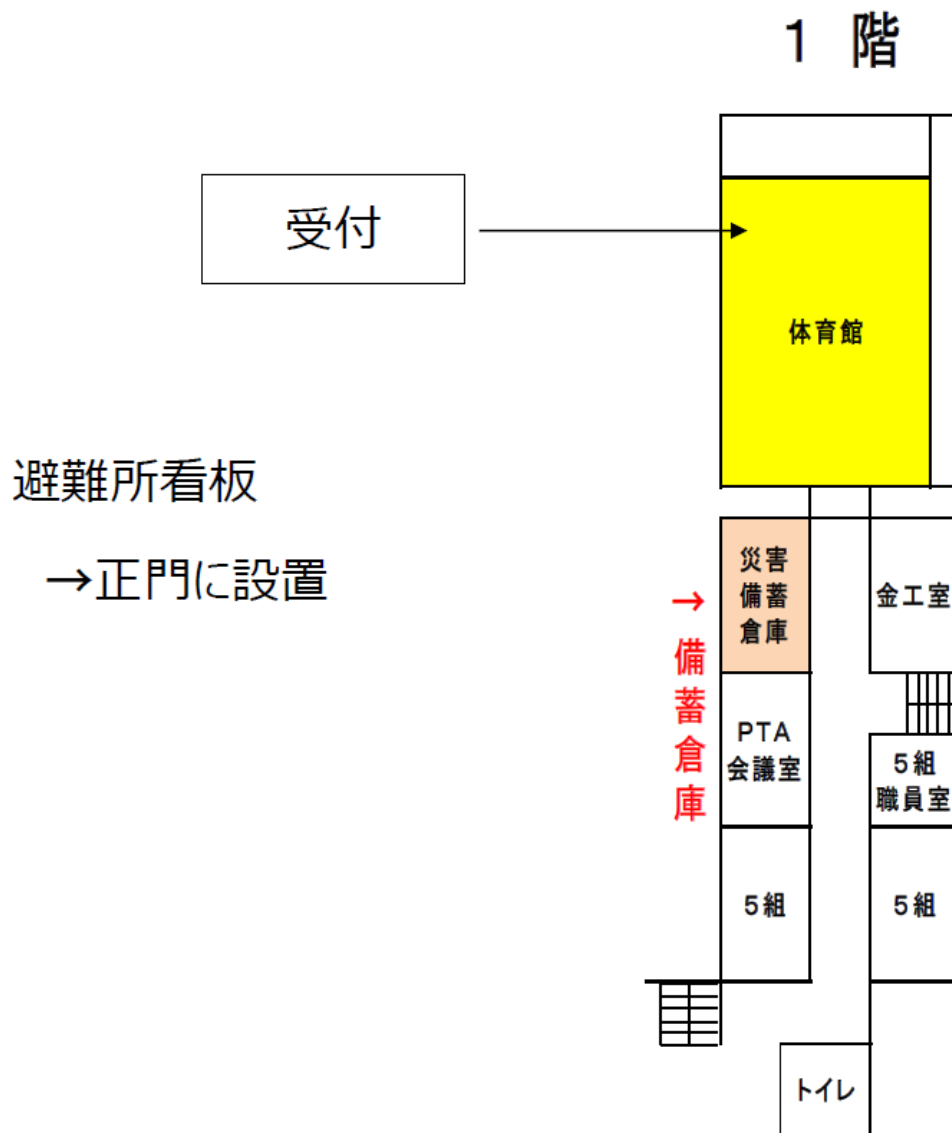 1 階
受付
体育館
避難所看板
→正門に設置
災害
備蓄
倉庫
金工室
→備蓄倉庫
PTA
会議室
5組
職員室
5組
5組
トイレ